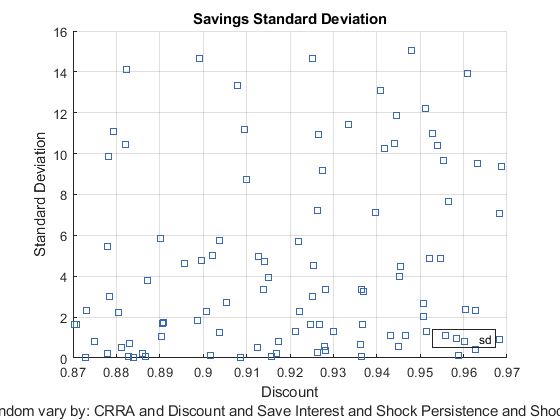 Savings Standard Deviation
16
14
12
10
8
6
4
2
0
Standard Deviation
sd
0.87 0.88 0.89 0.9 0.91 0.92 0.93 0.94 0.95 0.96 0.97
Discount
ndom vary by: CRRA and Discount and Save Interest and Shock Persistence and Shoc